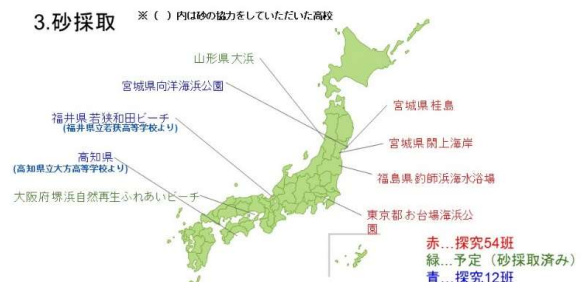 3.砂採取
※（ ）内は砂の協力をしていただいた高校
山形県大浜
宮城県向洋海浜公園
福井県若狭和田ビーチ
(福井県立若狭高等学校より)
高知県
(高知県立大方高等学校より)
大阪府堺浜自然再生ふれあいビーチ
宮城県桂島
宮城県閖上海岸
福島県釣師浜海水浴場
東京都お台場海浜公
園
赤…探究54班
緑…予定（砂採取済み）
青…探究12班